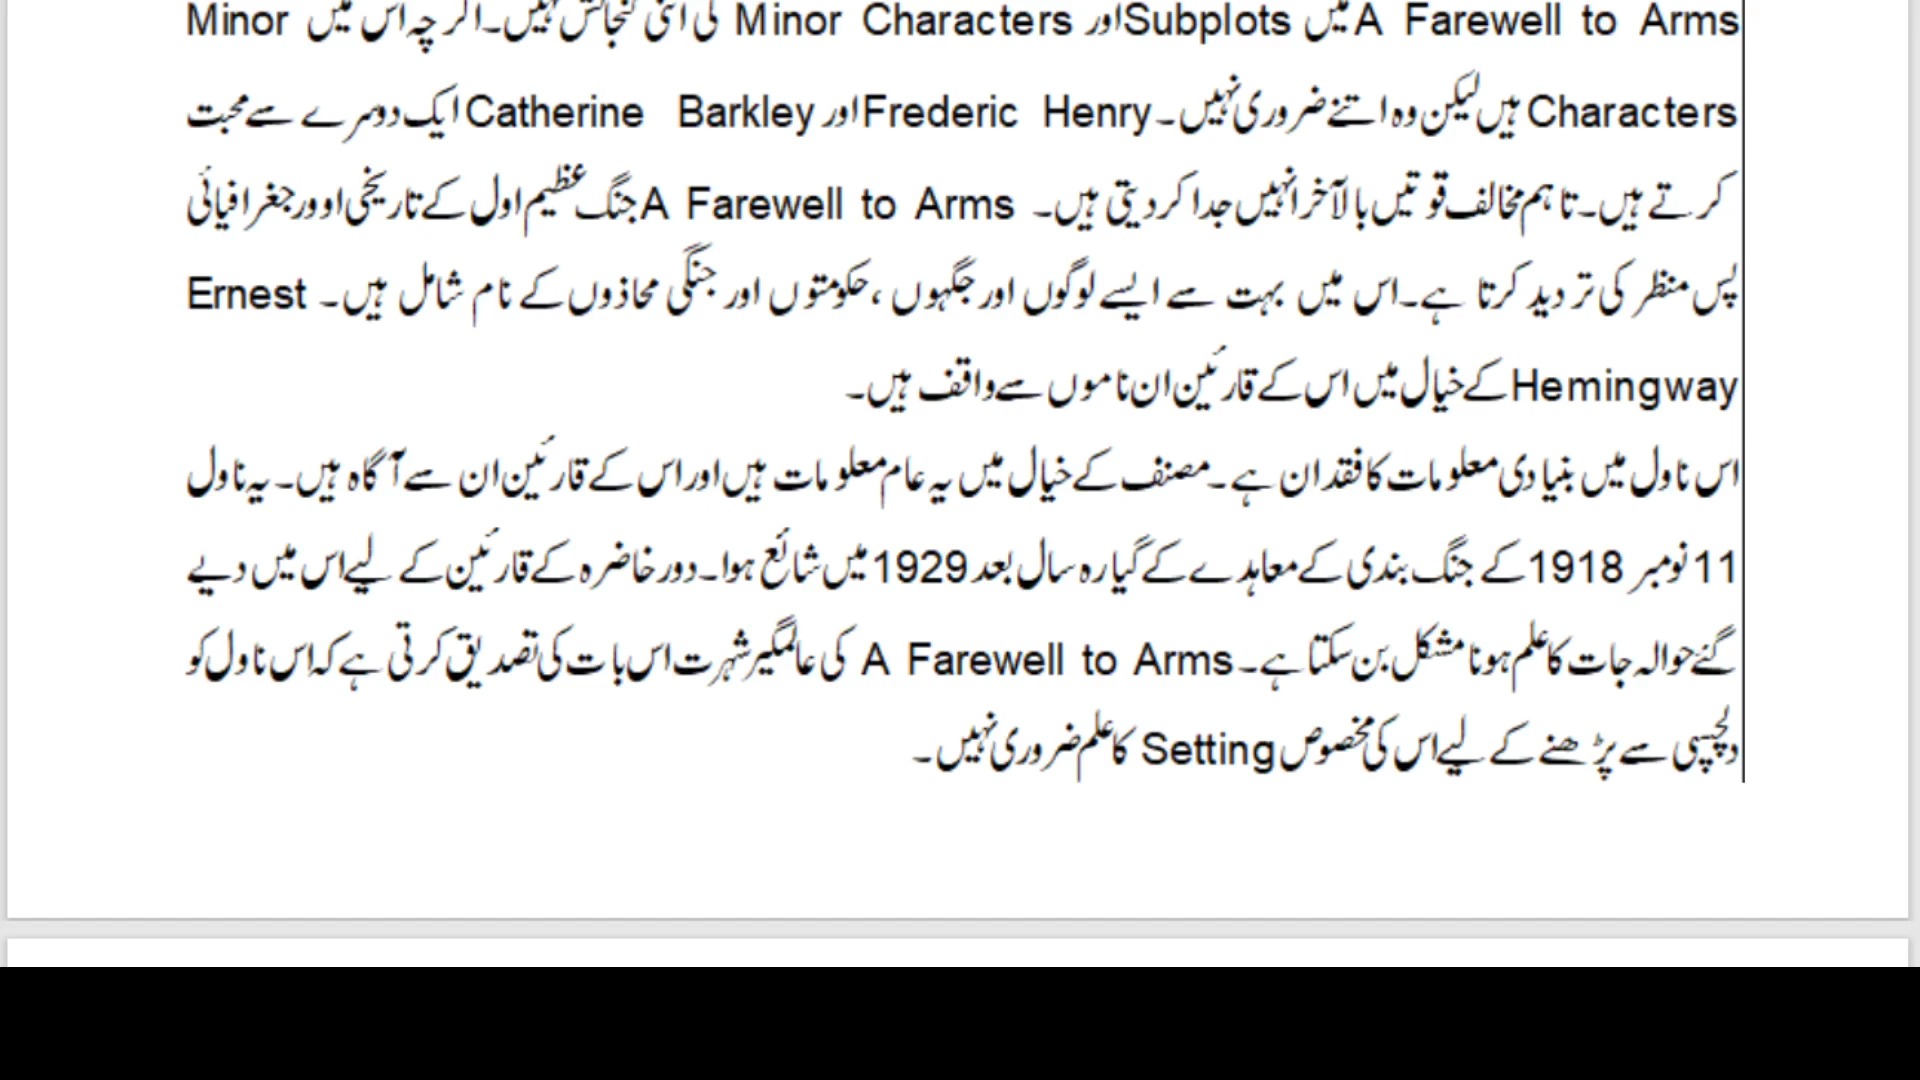 A Farewell to Arms میں Subplots اور Minor Characters کی اتنی گنجائش نہیں۔ اگر چہ اس میں Minor
Characters ہیں لیکن وہ اتنے ضروری نہیں۔ Frederic Henry اور Catherine Barkley ایک دوسرے سے محبت
کرتے ہیں۔ تاہم مخالف قوتیں بالآخر انہیں جدا کر دیتی ہیں۔ A Farewell to Arms جنگ عظیم اول کے تاریخی اوور جغرافیائی
پس منظر کی تردید کرتا ہے۔ اس میں بہت سے ایسے لوگوں اور جگہوں، حکومتوں اور جنگی محاذوں کے نام شامل ہیں۔ Ernest
Hemingway کے خیال میں اس کے قارئین ان ناموں سے واقف ہیں۔
اس ناول میں بنیادی معلومات کا فقدان ہے۔ مصنف کے خیال میں یہ عام معلومات ہیں اور اس کے قارئین ان سے آگاہ ہیں۔ یہ ناول
11 نومبر 1918 کے جنگ بندی کے معاہدے کے گیارہ سال بعد 1929 میں شائع ہوا۔ دور خاضرہ کے قارئین کے لیے اس میں دیے
گئے حوالہ جات کا علم ہونا مشکل بن سکتا ہے۔ A Farewell to Arms کی عالمگیر شہرت اس بات کی تصدیق کرتی ہے کہ اس ناول کو
دلچسپی سے پڑھنے کے لیے اس کی مخصوص Setting کا علم ضروری نہیں۔